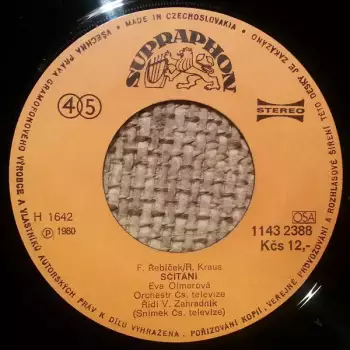 MADE IN CZECHOSLOVAKIA • VŠECHNA PRÁVA GRAMOFONOVÉHO VÝROBCE A VLASTNÍKŮ AUTORSKÝCH PRÁV K DÍLU VYHRAZENA. POŘIZOVÁNÍ KOPIÍ, VEREJNÉ PROVOZOVÁNÍ A ROZHLASOVÉ ŠÍŘENÍ TÉTO DESKY JE ZAKÁZÁNO
SUPRAPHON
45
STEREO
H 1642
Ⓟ 1980
OSA
1143 2388
Kčs 12,-
F. Řebíček/R. Kraus
SČÍTÁNÍ
Eva Olmerová
Orchestr Čs. televize
Řídí V. Zahradník
(Snímek Čs. televize)